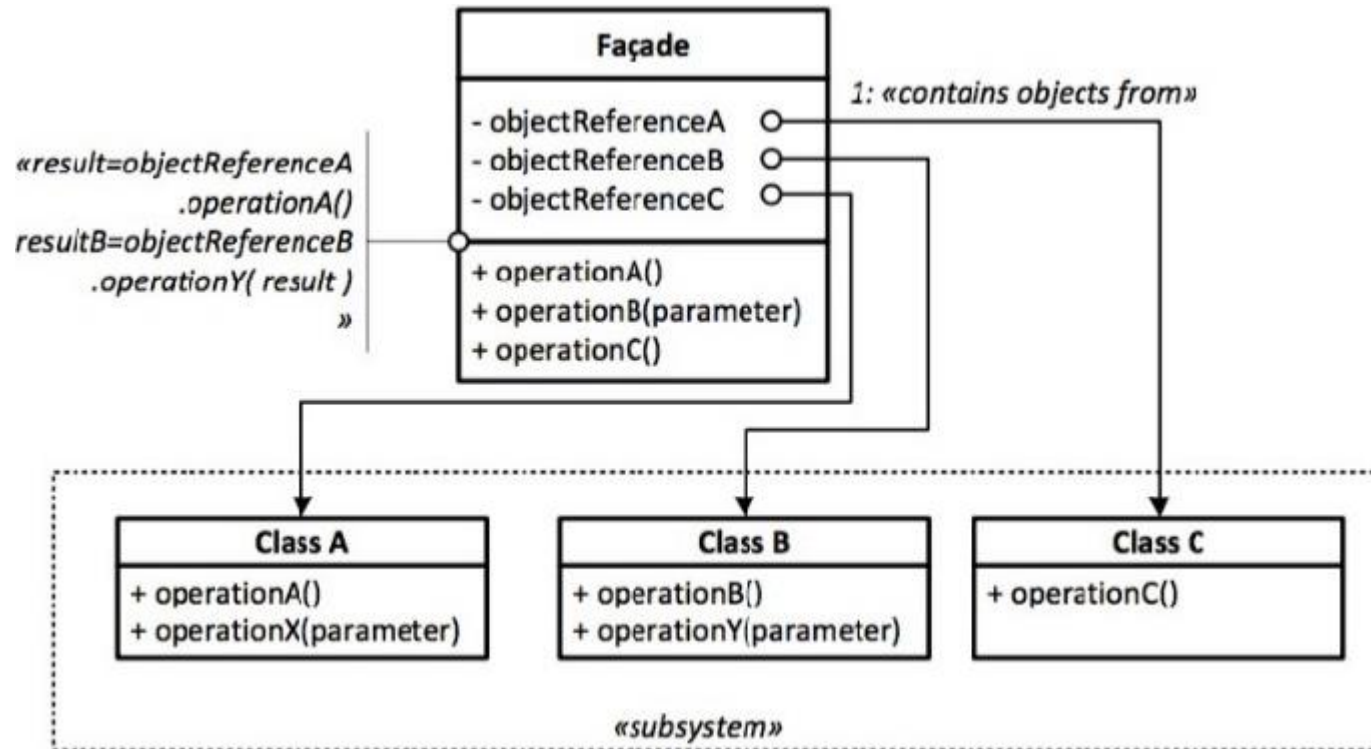 Façade
1: «contains objects from»
- objectReferenceA
- objectReferenceB
- objectReferenceC
«result=objectReferenceA
.operationA()
resultB=objectReferenceB
.operationY( result )
»
+ operationA()
+ operationB(parameter)
+ operationC()
Class A
+ operationA()
+ operationX(parameter)
Class B
+ operationB()
+ operationY(parameter)
Class C
+ operationC()
«subsystem»